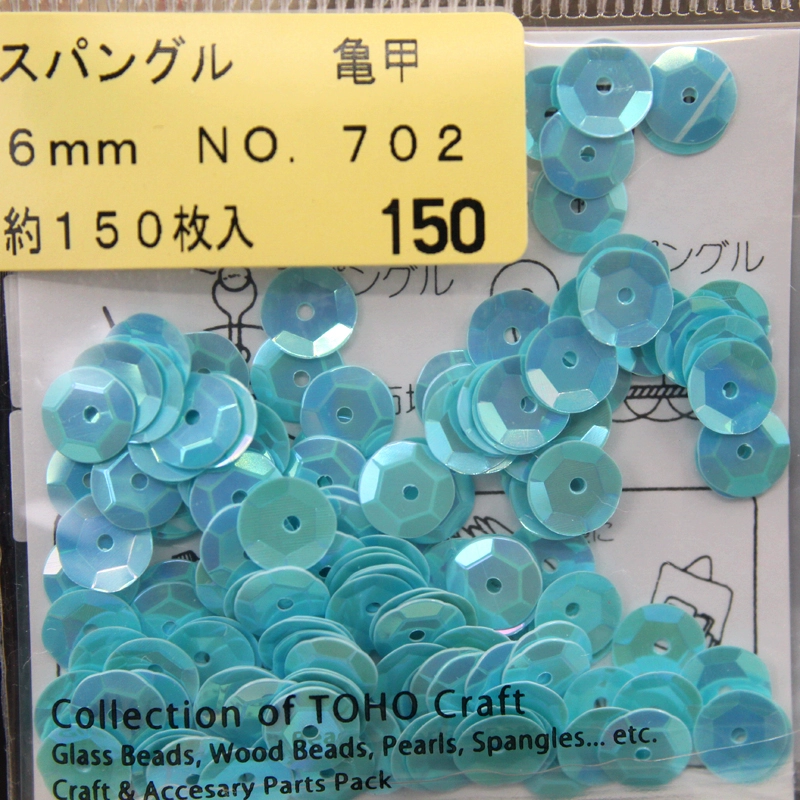 スパングル 亀甲
6mm NO. 702
約150枚入 150
パングル
ングル
Collection of TOHO Craft
Glass Beads, Wood Beads, Pearls, Spangles... etc.
Craft & Accesary Parts Pack